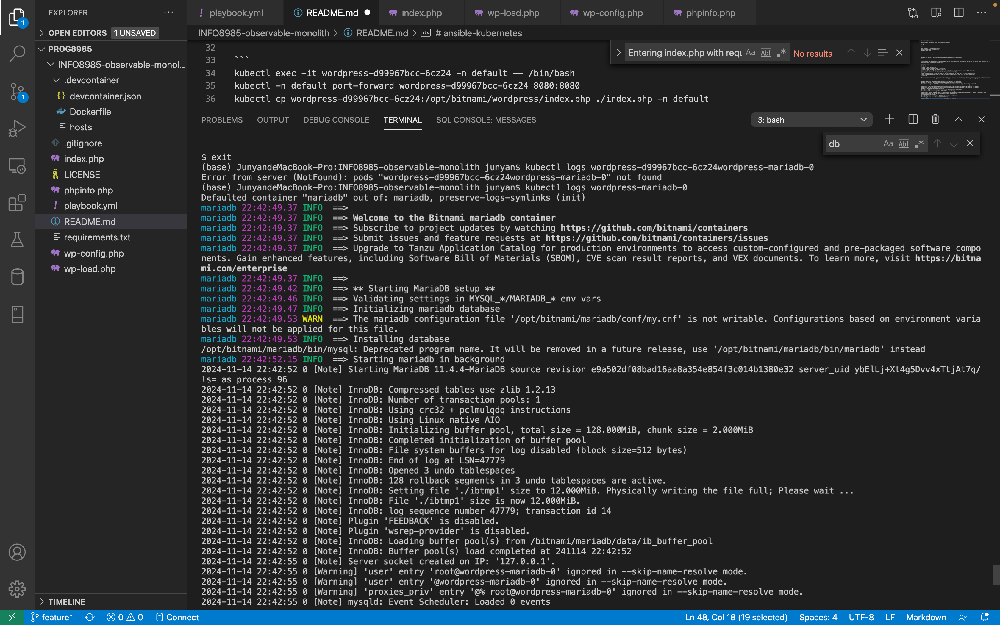 EXPLORER
OPEN EDITORS 1 UNSAVED
PROG8985
INFO8985-observable-monol...
.devcontainer
devcontainer.json
Dockerfile
hosts
.gitignore
index.php
LICENSE
phpinfo.php
playbook.yml
README.md
requirements.txt
wp-config.php
wp-load.php
TIMELINE
playbook.yml
README.md
index.php
wp-load.php
wp-config.php
phpinfo.php
INFO8985-observable-monolith > README.md > # ansible-kubernetes
Entering index.php with requ
No results
32
33 ```
34 kubectl exec -it wordpress-d99967bcc-6cz24 -n default -- /bin/bash
35 kubectl -n default port-forward wordpress-d99967bcc-6cz24 8080:8080
36 kubectl cp wordpress-d99967bcc-6cz24:/opt/bitnami/wordpress/index.php ./index.php -n default
PROBLEMS OUTPUT DEBUG CONSOLE TERMINAL SQL CONSOLE: MESSAGES
3: bash
db
$ exit
(base) JunyandeMacBook-Pro:INFO8985-observable-monolith junyan$ kubectl logs wordpress-d99967bcc-6cz24wordpress-mariadb-0
Error from server (NotFound): pods "wordpress-d99967bcc-6cz24wordpress-mariadb-0" not found
(base) JunyandeMacBook-Pro:INFO8985-observable-monolith junyan$ kubectl logs wordpress-mariadb-0
Defaulted container "mariadb" out of: mariadb, preserve-logs-symlinks (init)
mariadb 22:42:49.37 INFO  ==>
mariadb 22:42:49.37 INFO  ==> Welcome to the Bitnami mariadb container
mariadb 22:42:49.37 INFO  ==> Subscribe to project updates by watching https://github.com/bitnami/containers
mariadb 22:42:49.37 INFO  ==> Submit issues and feature requests at https://github.com/bitnami/containers/issues
mariadb 22:42:49.37 INFO  ==> Upgrade to Tanzu Application Catalog for production environments to access custom-configured and pre-packaged software compo
nents. Gain enhanced features, including Software Bill of Materials (SBOM), CVE scan result reports, and VEX documents. To learn more, visit https://bitna
mi.com/enterprise
mariadb 22:42:49.37 INFO  ==>
mariadb 22:42:49.42 INFO  ==> ** Starting MariaDB setup **
mariadb 22:42:49.46 INFO  ==> Validating settings in MYSQL_*/MARIADB_* env vars
mariadb 22:42:49.47 INFO  ==> Initializing mariadb database
mariadb 22:42:49.53 WARN  ==> The mariadb configuration file '/opt/bitnami/mariadb/conf/my.cnf' is not writable. Configurations based on environment varia
bles will not be applied for this file.
mariadb 22:42:49.53 INFO  ==> Installing database
/opt/bitnami/mariadb/bin/mysql: Deprecated program name. It will be removed in a future release, use '/opt/bitnami/mariadb/bin/mariadb' instead
mariadb 22:42:52.15 INFO  ==> Starting mariadb in background
2024-11-14 22:42:52 0 [Note] Starting MariaDB 11.4.4-MariaDB source revision e9a502df08bad16aa8a354e854f3c014b1380e32 server_uid ybElLj+Xt4g5Dvv4xTtjAt7q/
ls= as process 96
2024-11-14 22:42:52 0 [Note] InnoDB: Compressed tables use zlib 1.2.13
2024-11-14 22:42:52 0 [Note] InnoDB: Number of transaction pools: 1
2024-11-14 22:42:52 0 [Note] InnoDB: Using crc32 + pclmulqdq instructions
2024-11-14 22:42:52 0 [Note] InnoDB: Using Linux native AIO
2024-11-14 22:42:52 0 [Note] InnoDB: Initializing buffer pool, total size = 128.000MiB, chunk size = 2.000MiB
2024-11-14 22:42:52 0 [Note] InnoDB: Completed initialization of buffer pool
2024-11-14 22:42:52 0 [Note] InnoDB: File system buffers for log disabled (block size=512 bytes)
2024-11-14 22:42:52 0 [Note] InnoDB: End of log at LSN=47779
2024-11-14 22:42:52 0 [Note] InnoDB: Opened 3 undo tablespaces
2024-11-14 22:42:52 0 [Note] InnoDB: 128 rollback segments in 3 undo tablespaces are active.
2024-11-14 22:42:52 0 [Note] InnoDB: Setting file './ibtmp1' size to 12.000MiB. Physically writing the file full; Please wait ...
2024-11-14 22:42:52 0 [Note] InnoDB: File './ibtmp1' size is now 12.000MiB.
2024-11-14 22:42:52 0 [Note] InnoDB: log sequence number 47779; transaction id 14
2024-11-14 22:42:52 0 [Note] Plugin 'FEEDBACK' is disabled.
2024-11-14 22:42:52 0 [Note] Plugin 'wsrep-provider' is disabled.
2024-11-14 22:42:52 0 [Note] InnoDB: Loading buffer pool(s) from /bitnami/mariadb/data/ib_buffer_pool
2024-11-14 22:42:52 0 [Note] InnoDB: Buffer pool(s) load completed at 241114 22:42:52
2024-11-14 22:42:55 0 [Note] Server socket created on IP: '127.0.0.1'.
2024-11-14 22:42:55 0 [Warning] 'user' entry 'root@wordpress-mariadb-0' ignored in --skip-name-resolve mode.
2024-11-14 22:42:55 0 [Warning] 'user' entry '@wordpress-mariadb-0' ignored in --skip-name-resolve mode.
2024-11-14 22:42:55 0 [Warning] 'proxies_priv' entry '@% root@wordpress-mariadb-0' ignored in --skip-name-resolve mode.
2024-11-14 22:42:55 0 [Note] mysqld: Event Scheduler: Loaded 0 events
feature* 0 0 Connect
Ln 48, Col 18 (19 selected) Spaces: 4 UTF-8 LF Markdown